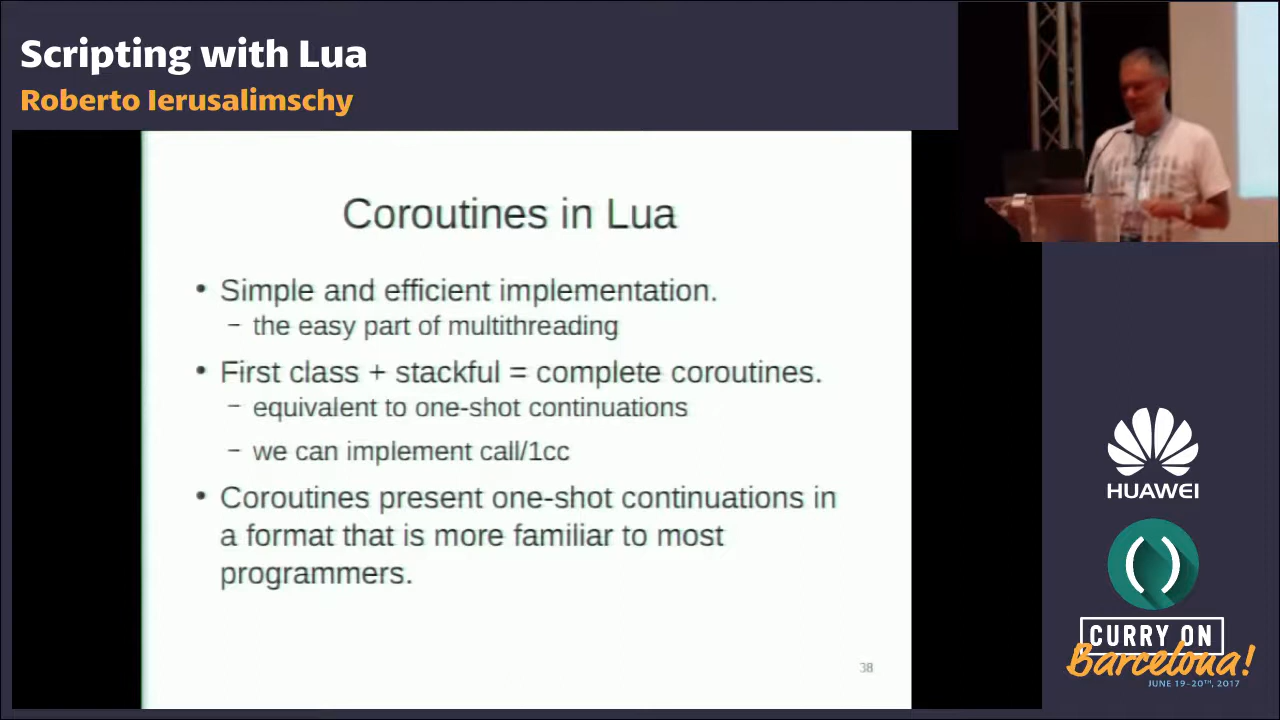 Scripting with Lua
Roberto Ierusalimschy
Coroutines in Lua
• Simple and efficient implementation.
– the easy part of multithreading
• First class + stackful = complete coroutines.
– equivalent to one-shot continuations
– we can implement call/1cc
• Coroutines present one-shot continuations in
a format that is more familiar to most
programmers.
38
HUAWEI
()
CURRY ON
Barcelona!
JUNE 19-20TH, 2017